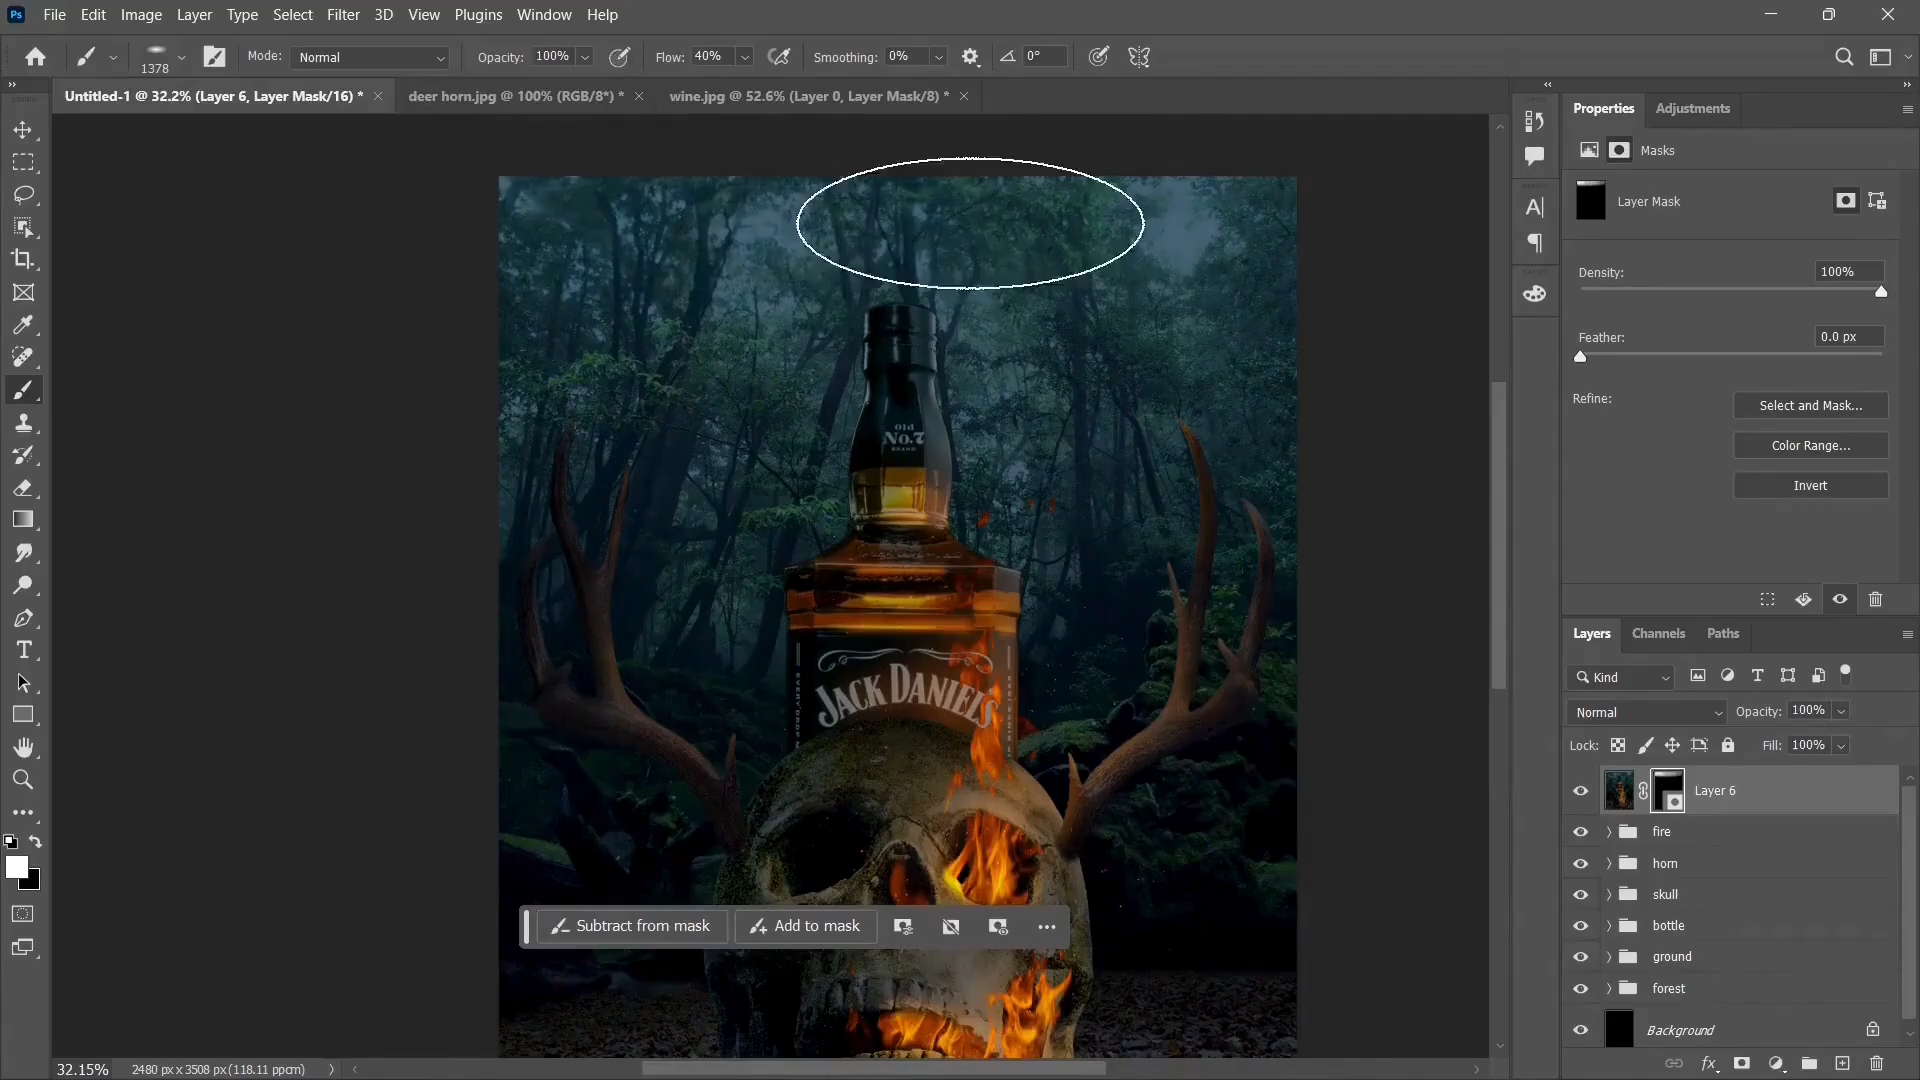 Ps File Edit Image Layer Type Select Filter 3D View Plugins Window Help
1378 Mode: Normal Opacity: 100% Flow: 40% Smoothing: 0% 0°
Untitled-1 @ 32.2% (Layer 6, Layer Mask/16) * deer horn.jpg @ 100% (RGB/8*) * wine.jpg @ 52.6% (Layer 0, Layer Mask/8) *
Properties Adjustments
Masks
Layer Mask
Density: 100%
Feather: 0.0 px
Refine: Select and Mask...
Color Range...
Invert
Old
No.7
BRAND
JACK DANIEL'S
Subtract from mask Add to mask
Layers Channels Paths
Kind
Normal Opacity: 100%
Lock: Fill: 100%
Layer 6
fire
horn
skull
bottle
ground
forest
Background
32.15% 2480 px x 3508 px (118.11 ppcm)